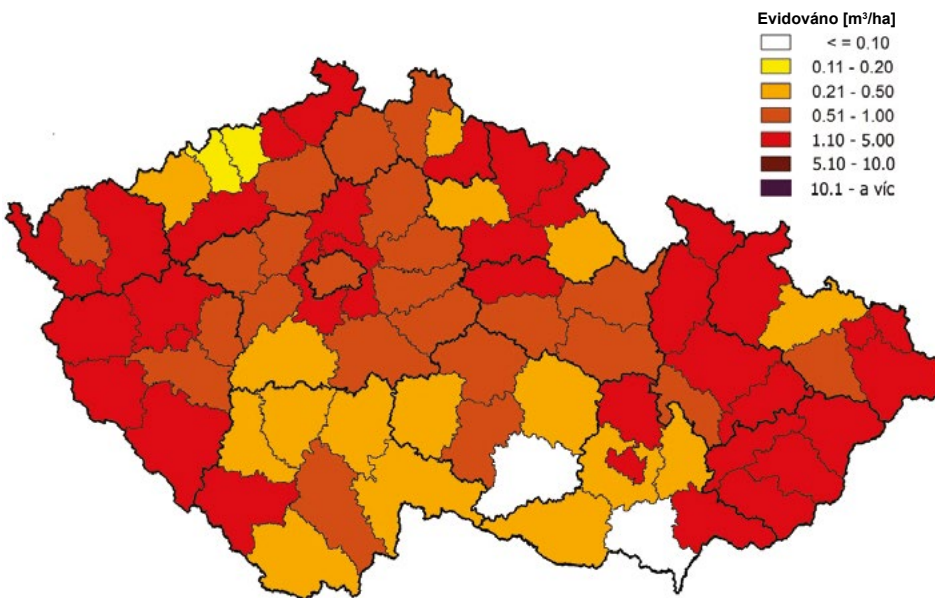 Evidováno [m³/ha]
< = 0.10
0.11 - 0.20
0.21 - 0.50
0.51 - 1.00
1.10 - 5.00
5.10 - 10.0
10.1 - a víc